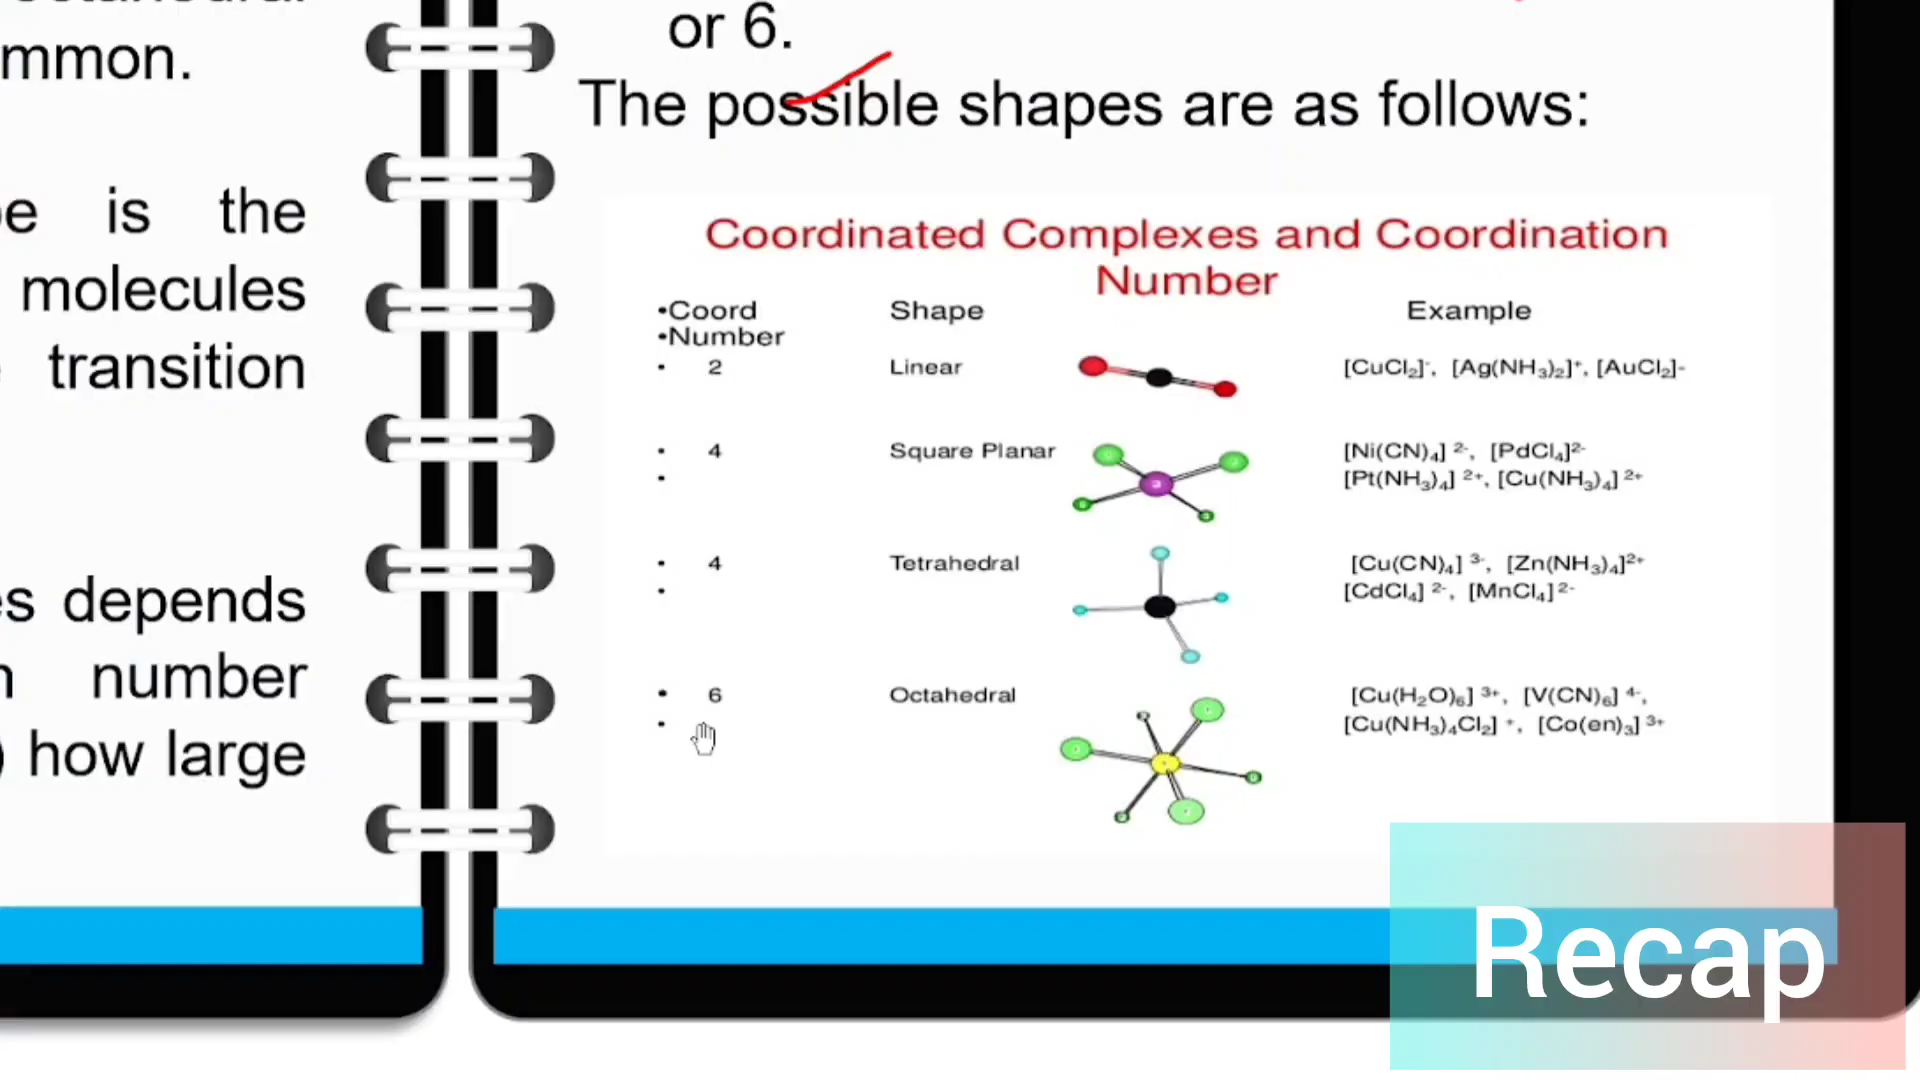 ommon.
is the
molecules
transition
depends
number
how large
or 6.
The possible shapes are as follows:
Coordinated Complexes and Coordination
Number
•Coord Shape Example
•Number
• 2 Linear [CuCl₂]⁻, [Ag(NH₃)₂]⁺, [AuCl₂]-
• 4 Square Planar [Ni(CN)₄] ²⁻, [PdCl₄]²⁻
• [Pt(NH₃)₄] ²⁺, [Cu(NH₃)₄] ²⁺
• 4 Tetrahedral [Cu(CN)₄] ³⁻, [Zn(NH₃)₄]²⁺
• [CdCl₄] ²⁻, [MnCl₄] ²⁻
• 6 Octahedral [Cu(H₂O)₆] ³⁺, [V(CN)₆] ⁴⁻,
• [Cu(NH₃)₄Cl₂] ⁺, [Co(en)₃] ³⁺
Recap